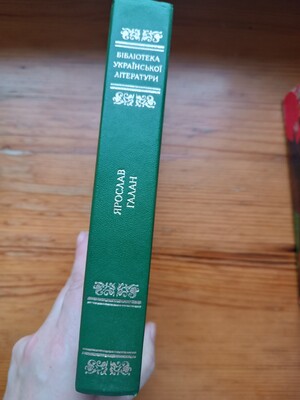 БІБЛІОТЕКА
УКРАЇНСЬКОЇ
ЛІТЕРАТУРИ
ЯРОСЛАВ
ГАЛАН